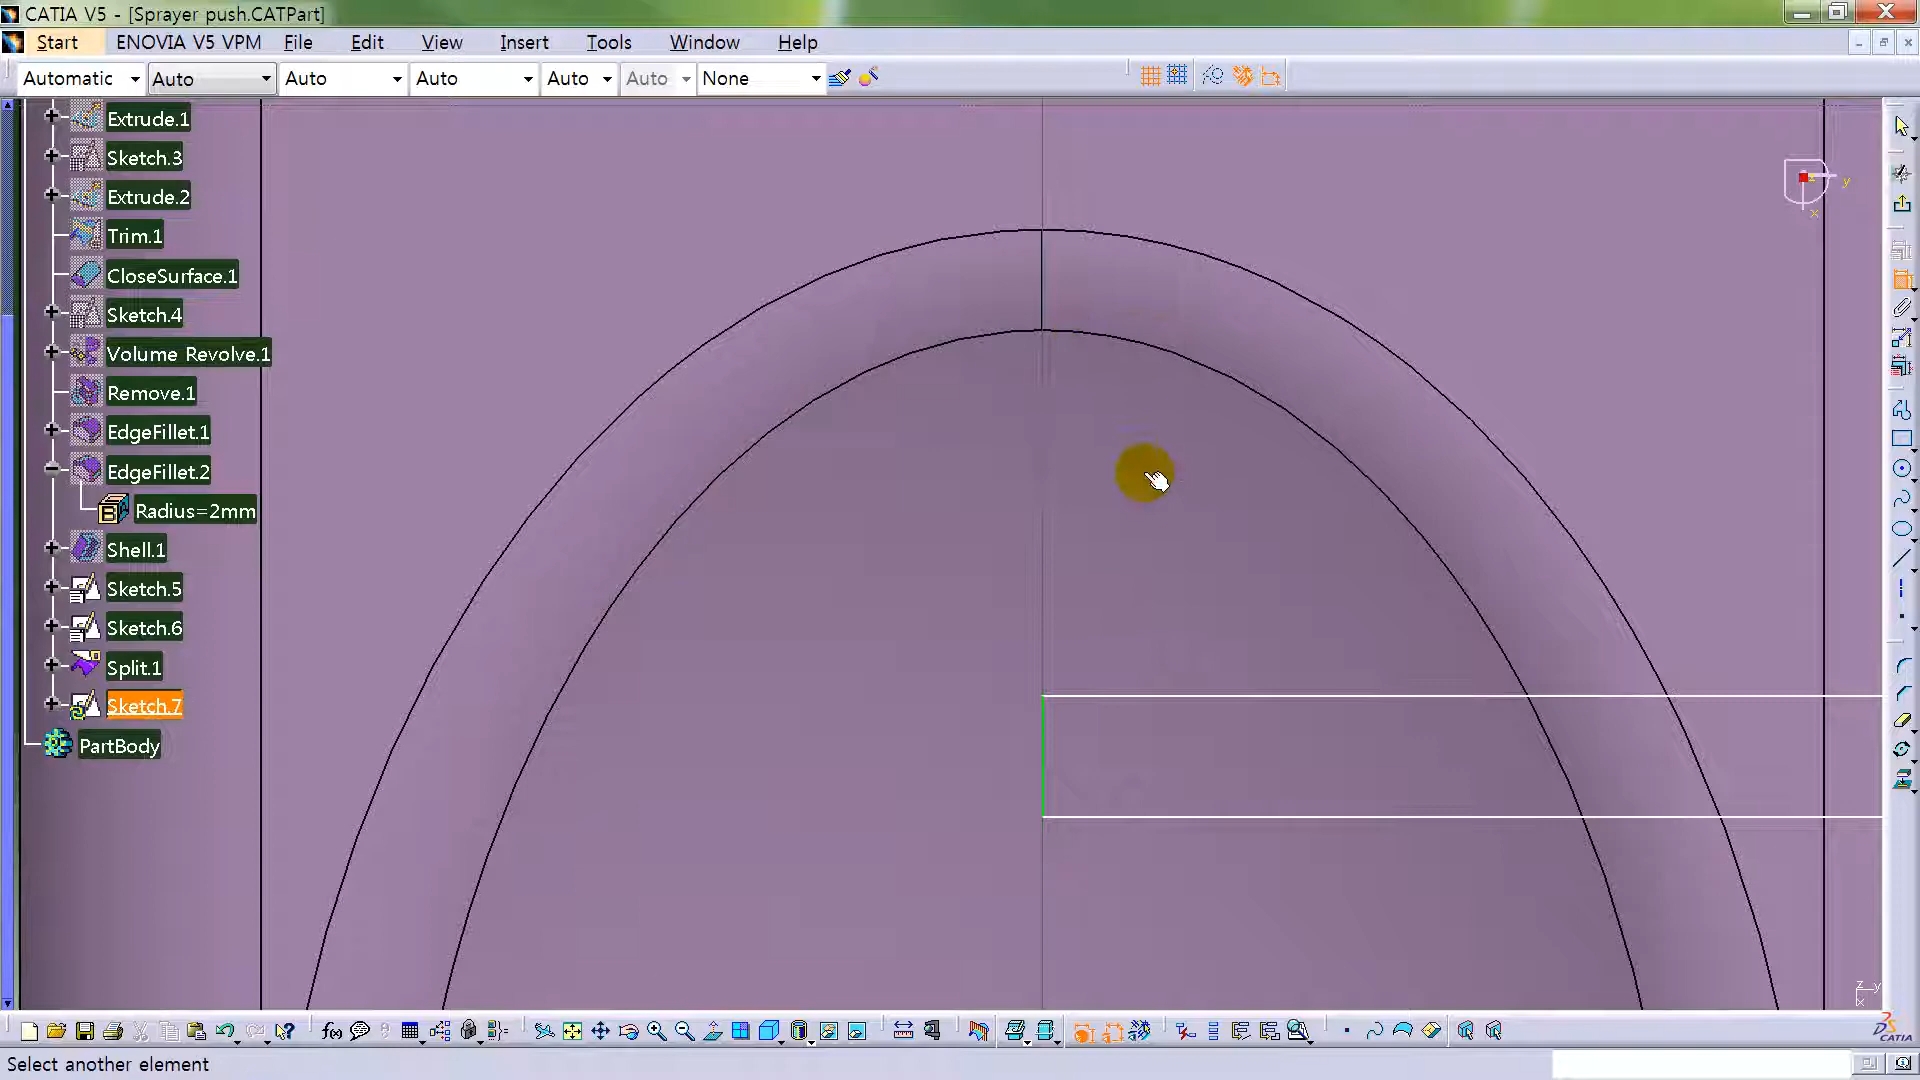 CATIA V5 - [Sprayer push.CATPart]
Start ENOVIA V5 VPM File Edit View Insert Tools Window Help
Automatic Auto Auto Auto Auto Auto None
Extrude.1
Sketch.3
Extrude.2
Trim.1
CloseSurface.1
Sketch.4
Volume Revolve.1
Remove.1
EdgeFillet.1
EdgeFillet.2
Radius=2mm
Shell.1
Sketch.5
Sketch.6
Split.1
Sketch.7
PartBody
y
x
z y
x
f(x)
CATIA
Select another element